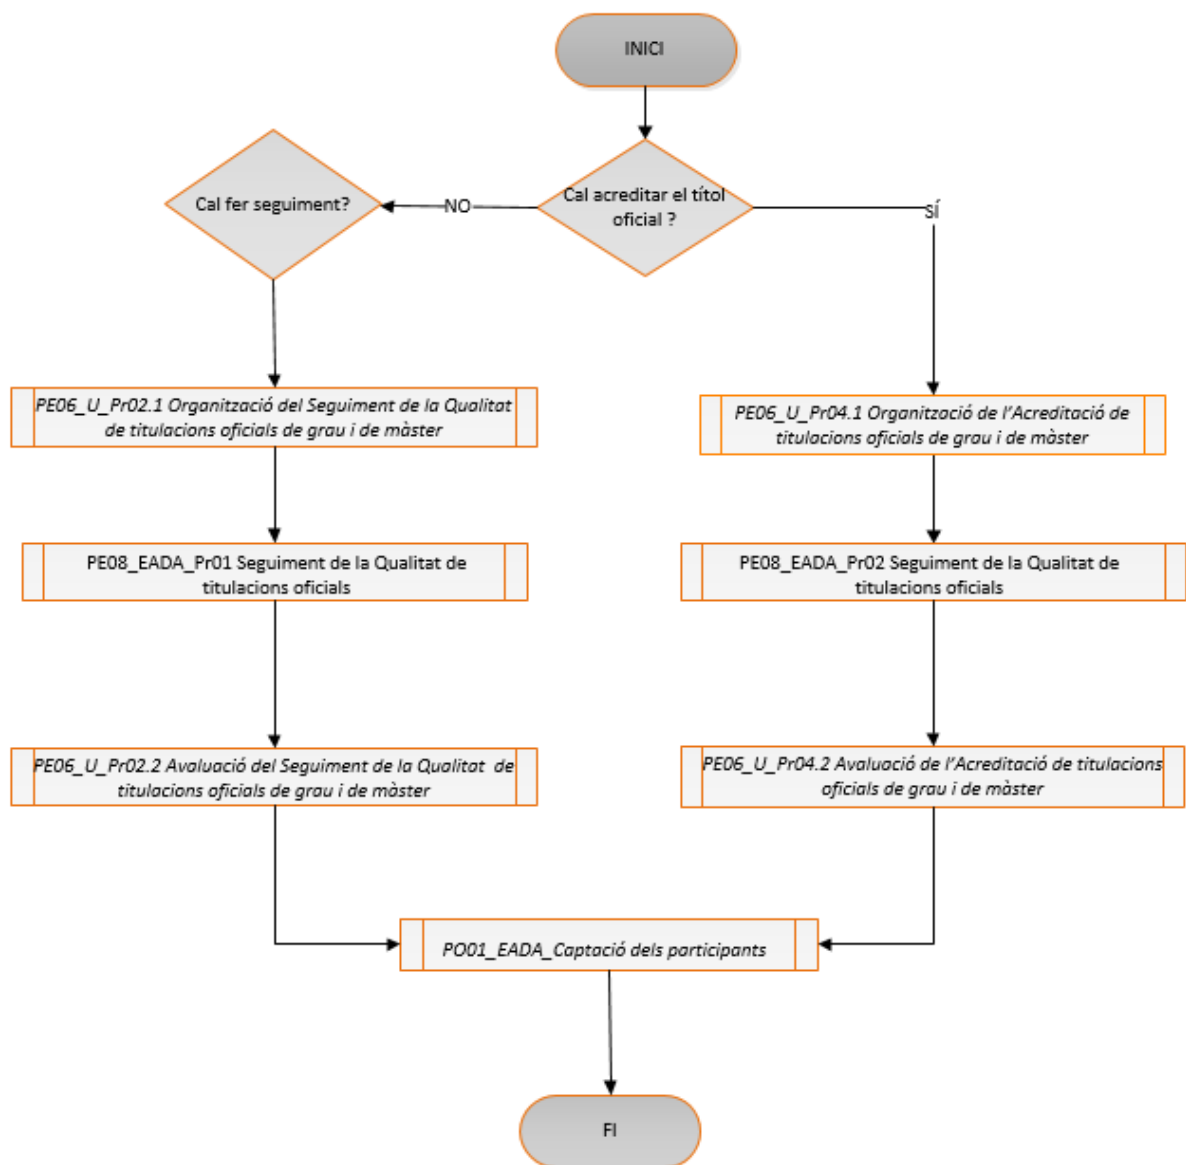 INICI
Cal acreditar el títol
oficial ?
NO
SÍ
Cal fer seguiment?
PE06_U_Pr02.1 Organització del Seguiment de la Qualitat
de titulacions oficials de grau i de màster
PE06_U_Pr04.1 Organització de l'Acreditació de
titulacions oficials de grau i de màster
PE08_EADA_Pr01 Seguiment de la Qualitat de
titulacions oficials
PE08_EADA_Pr02 Seguiment de la Qualitat de
titulacions oficials
PE06_U_Pr02.2 Avaluació del Seguiment de la Qualitat de
titulacions oficials de grau i de màster
PE06_U_Pr04.2 Avaluació de l'Acreditació de titulacions
oficials de grau i de màster
PO01_EADA_Captació dels participants
FI